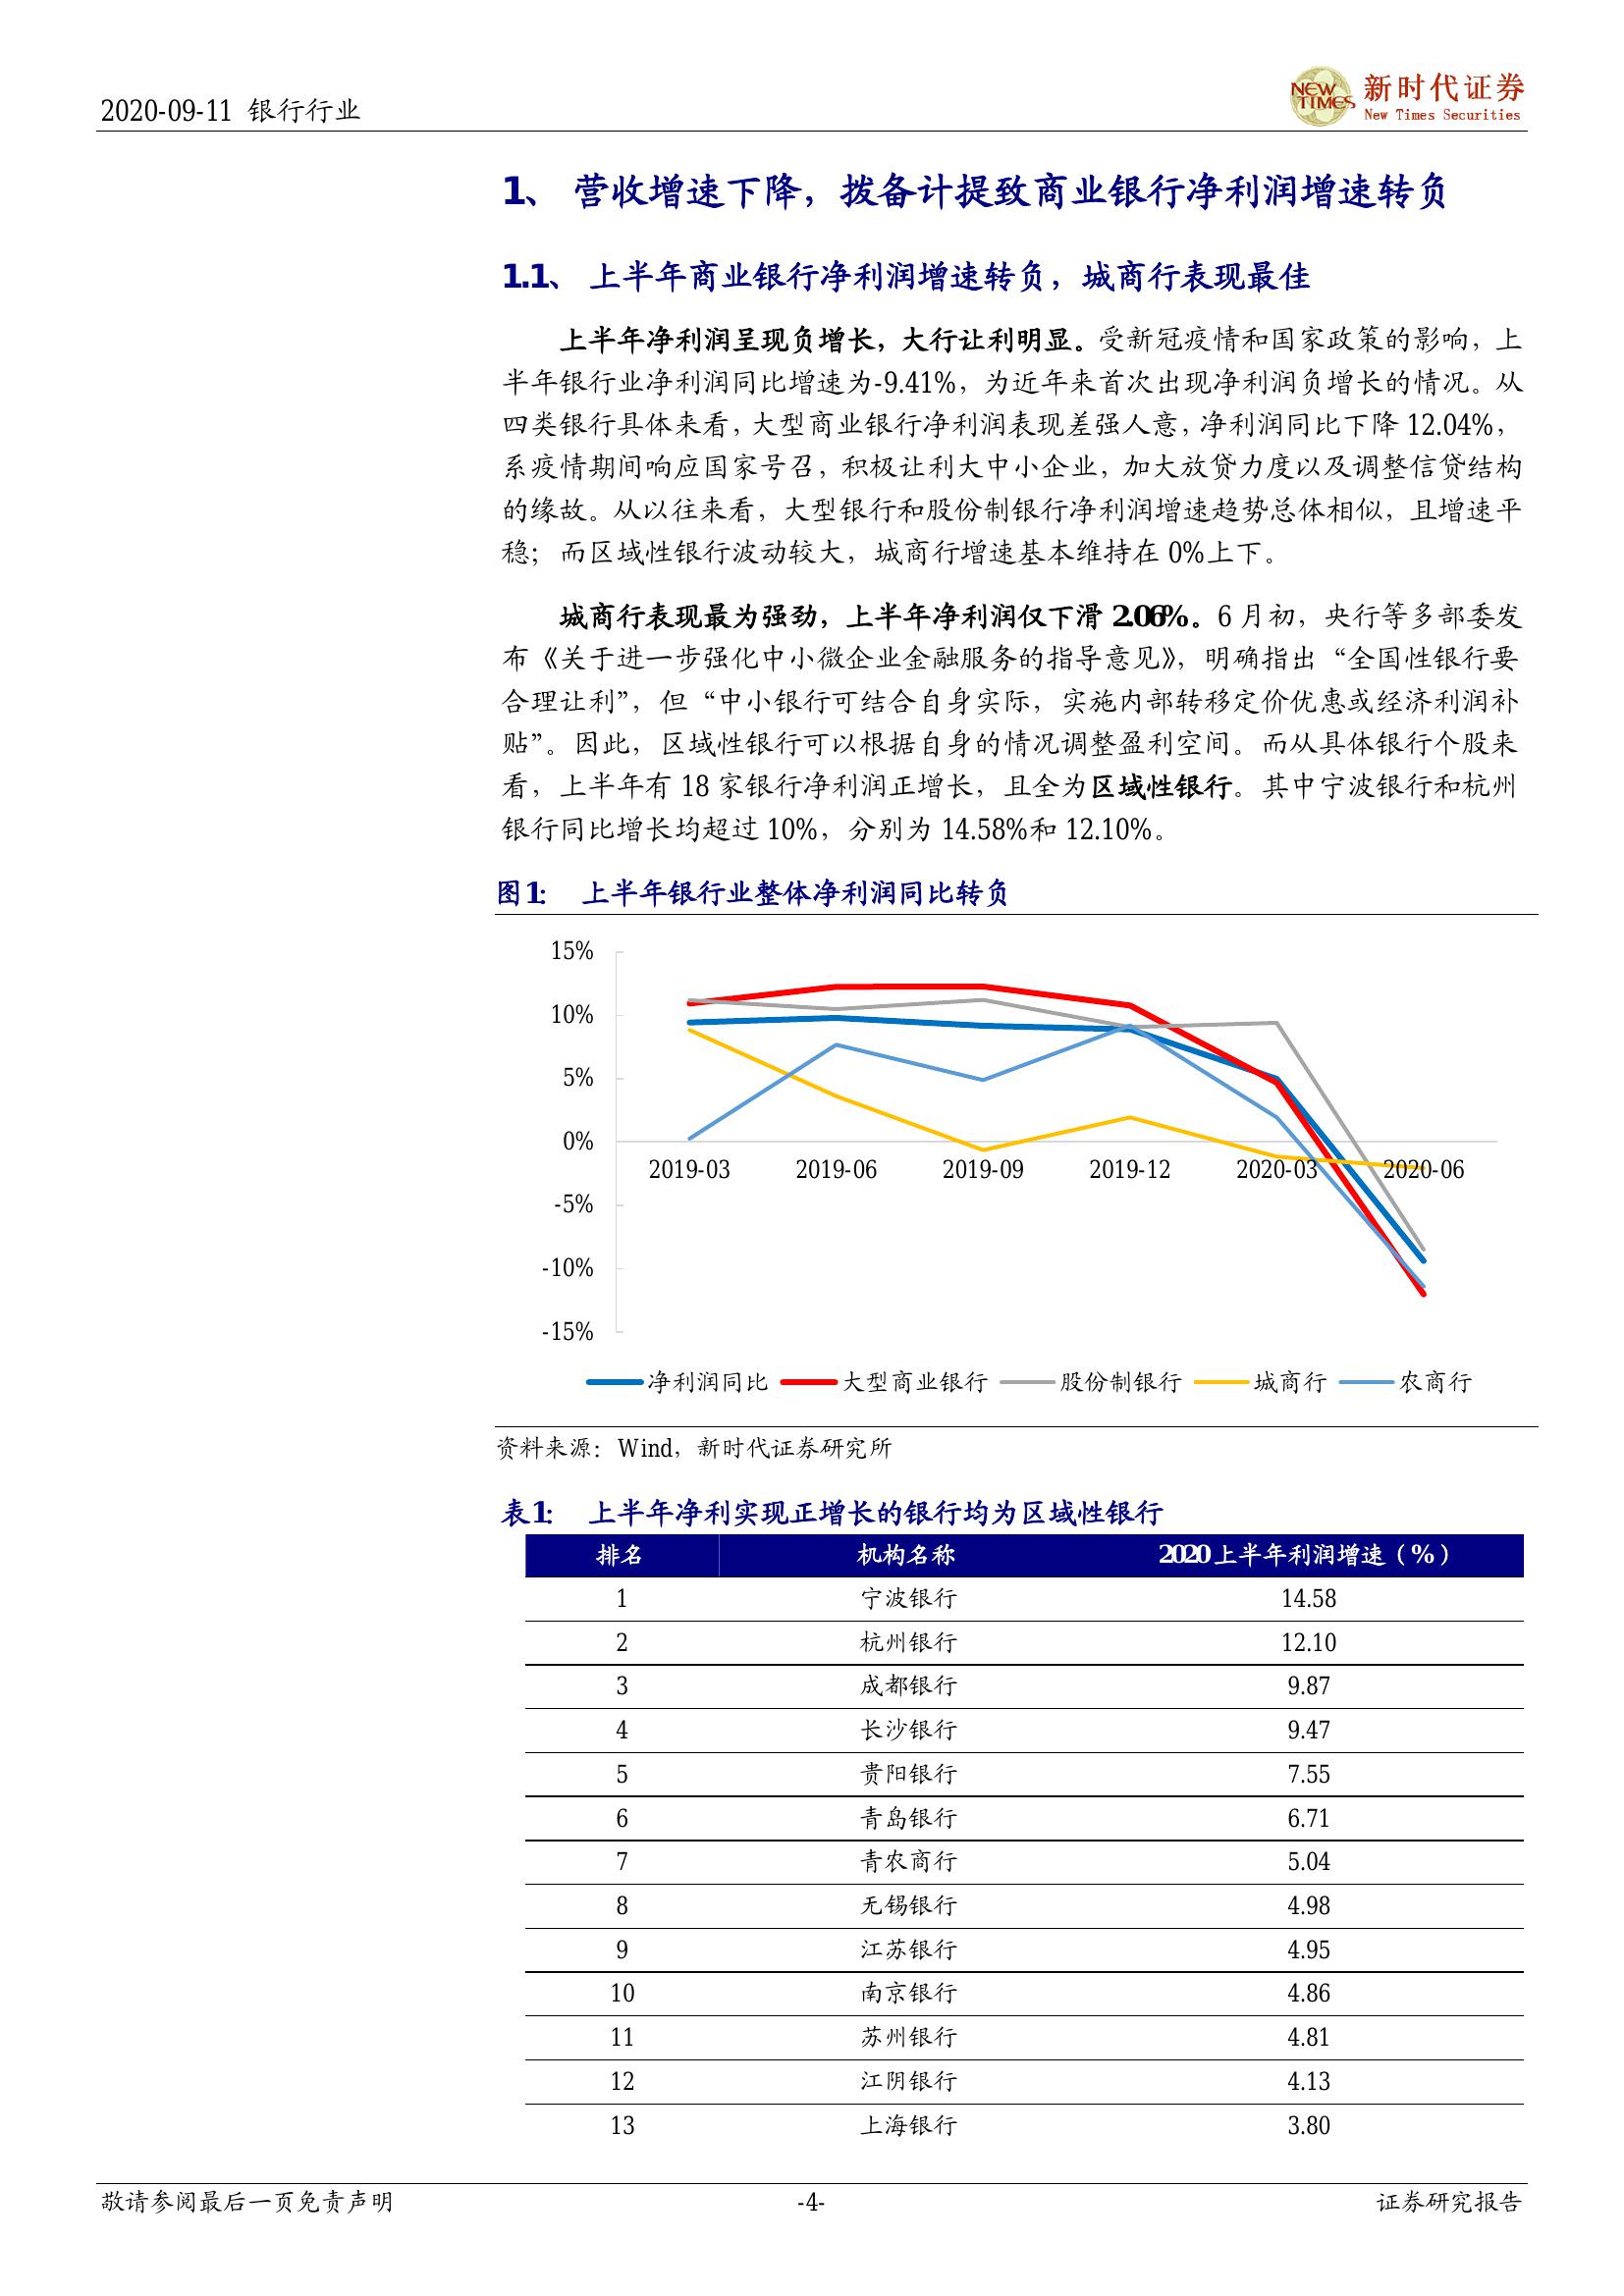 2020-09-11 银行行业
NEW TIMES
新时代证券
New Times Securities
1、 营收增速下降，拨备计提致商业银行净利润增速转负
1.1、 上半年商业银行净利润增速转负，城商行表现最佳
上半年净利润呈现负增长，大行让利明显。受新冠疫情和国家政策的影响，上
半年银行业净利润同比增速为-9.41%，为近年来首次出现净利润负增长的情况。从
四类银行具体来看，大型商业银行净利润表现差强人意，净利润同比下降 12.04%，
系疫情期间响应国家号召，积极让利大中小企业，加大放贷力度以及调整信贷结构
的缘故。从以往来看，大型银行和股份制银行净利润增速趋势总体相似，且增速平
稳；而区域性银行波动较大，城商行增速基本维持在 0%上下。
城商行表现最为强劲，上半年净利润仅下滑 2.06%。6 月初，央行等多部委发
布《关于进一步强化中小微企业金融服务的指导意见》，明确指出“全国性银行要
合理让利”，但“中小银行可结合自身实际，实施内部转移定价优惠或经济利润补
贴”。因此，区域性银行可以根据自身的情况调整盈利空间。而从具体银行个股来
看，上半年有 18 家银行净利润正增长，且全为区域性银行。其中宁波银行和杭州
银行同比增长均超过 10%，分别为 14.58%和 12.10%。
图1： 上半年银行业整体净利润同比转负
15%
10%
5%
0%
-5%
-10%
-15%
2019-03 2019-06 2019-09 2019-12 2020-03 2020-06
净利润同比 大型商业银行 股份制银行 城商行 农商行
资料来源：Wind，新时代证券研究所
表1： 上半年净利实现正增长的银行均为区域性银行
排名 机构名称 2020上半年利润增速（%）
1 宁波银行 14.58
2 杭州银行 12.10
3 成都银行 9.87
4 长沙银行 9.47
5 贵阳银行 7.55
6 青岛银行 6.71
7 青农商行 5.04
8 无锡银行 4.98
9 江苏银行 4.95
10 南京银行 4.86
11 苏州银行 4.81
12 江阴银行 4.13
13 上海银行 3.80
敬请参阅最后一页免责声明 -4- 证券研究报告